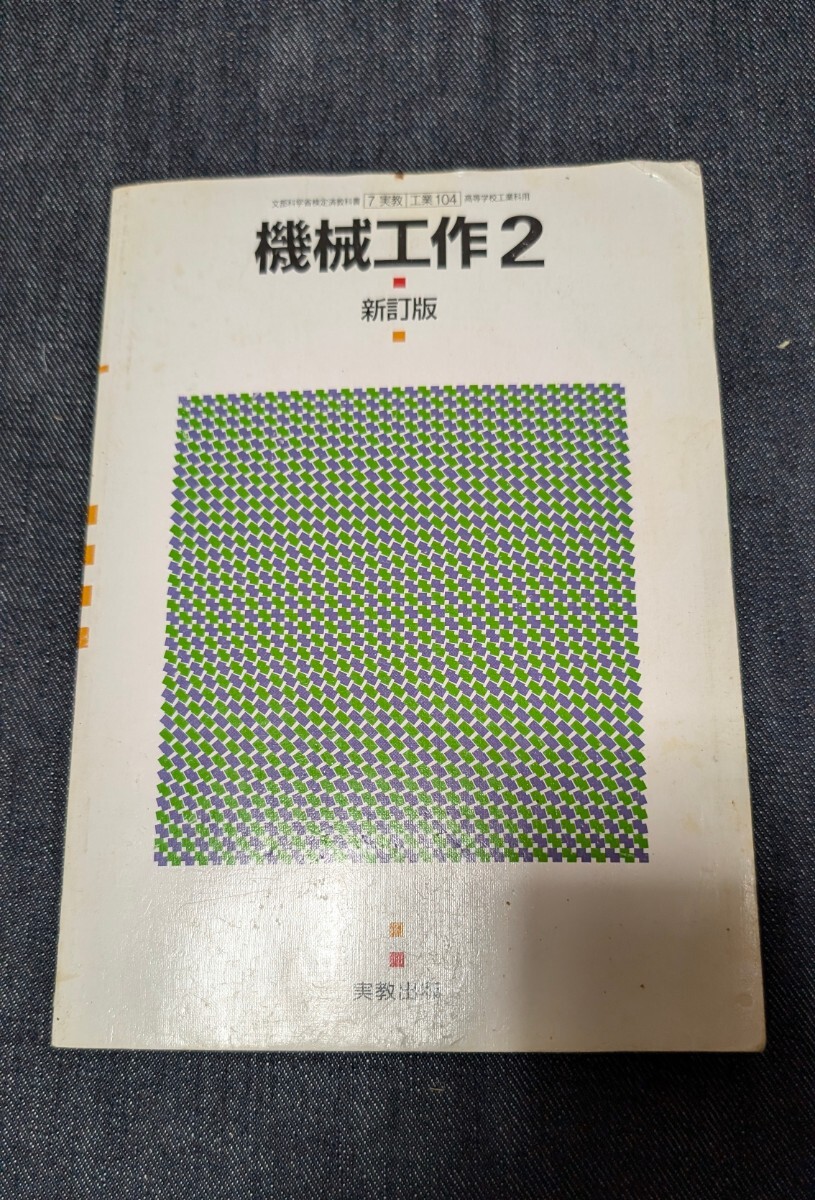 文部科学省検定済教科書 7 実教 工業104 高等学校工業科用
機械工作2
新訂版
実教出版